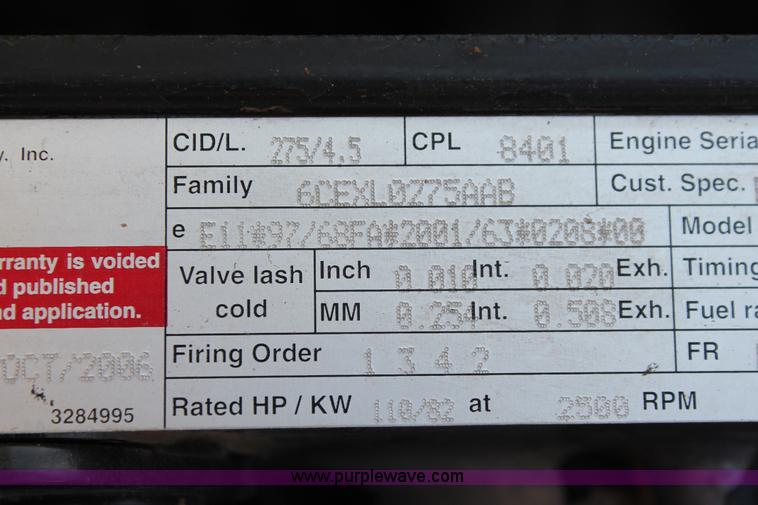 y. Inc.
CID/L. 275/4.5 CPL 8401 Engine Seria
Family 6CEXL0275AAB Cust. Spec.
e E11*97/68FA*2001/63*0208*00 Model
rranty is voided
d published
nd application.
Valve lash cold
Inch 0.010 Int. 0.020 Exh. Timing
MM 0.254 Int. 0.508 Exh. Fuel ra
Firing Order 1 3 4 2 FR
OCT/2006
3284995
Rated HP / KW 110/82 at 2500 RPM
www.purplewave.com